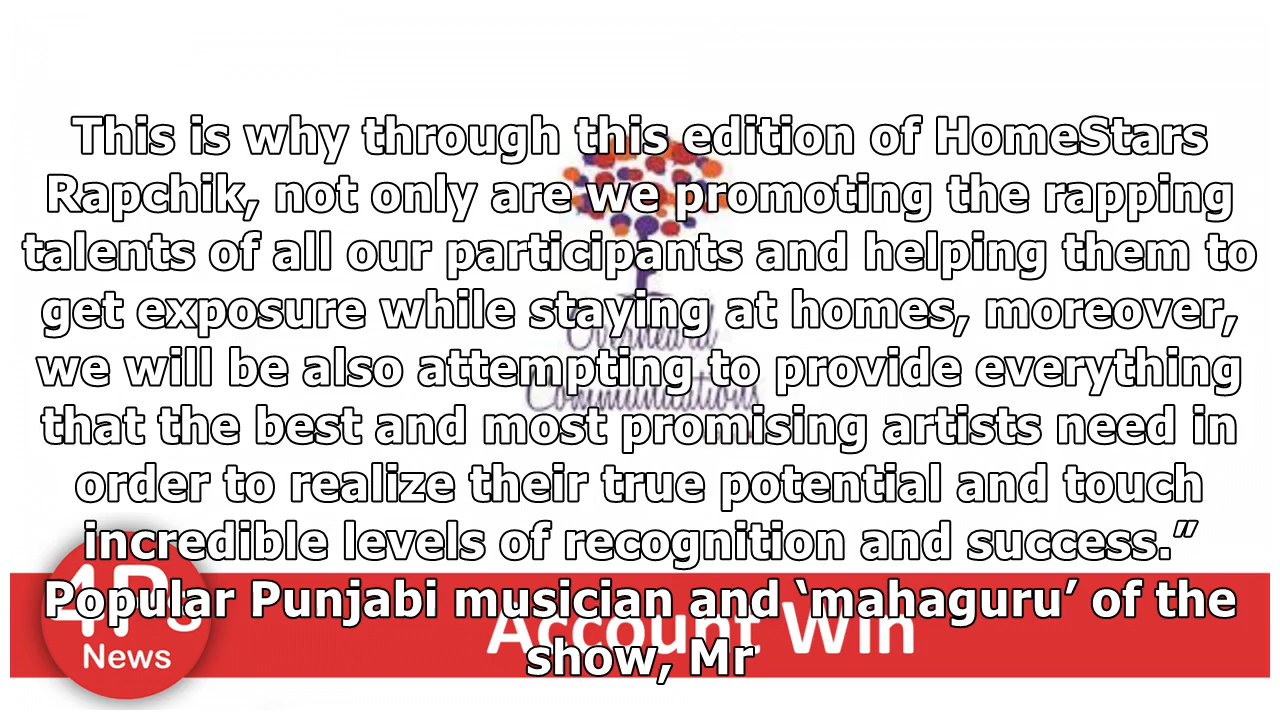 This is why through this edition of HomeStars
Rapchik, not only are we promoting the rapping
talents of all our participants and helping them to
get exposure while staying at homes, moreover,
we will be also attempting to provide everything
that the best and most promising artists need in
order to realize their true potential and touch
incredible levels of recognition and success.”
Popular Punjabi musician and ‘mahaguru’ of the
show, Mr
Overheard
Communications
4Ps
News
Account Win